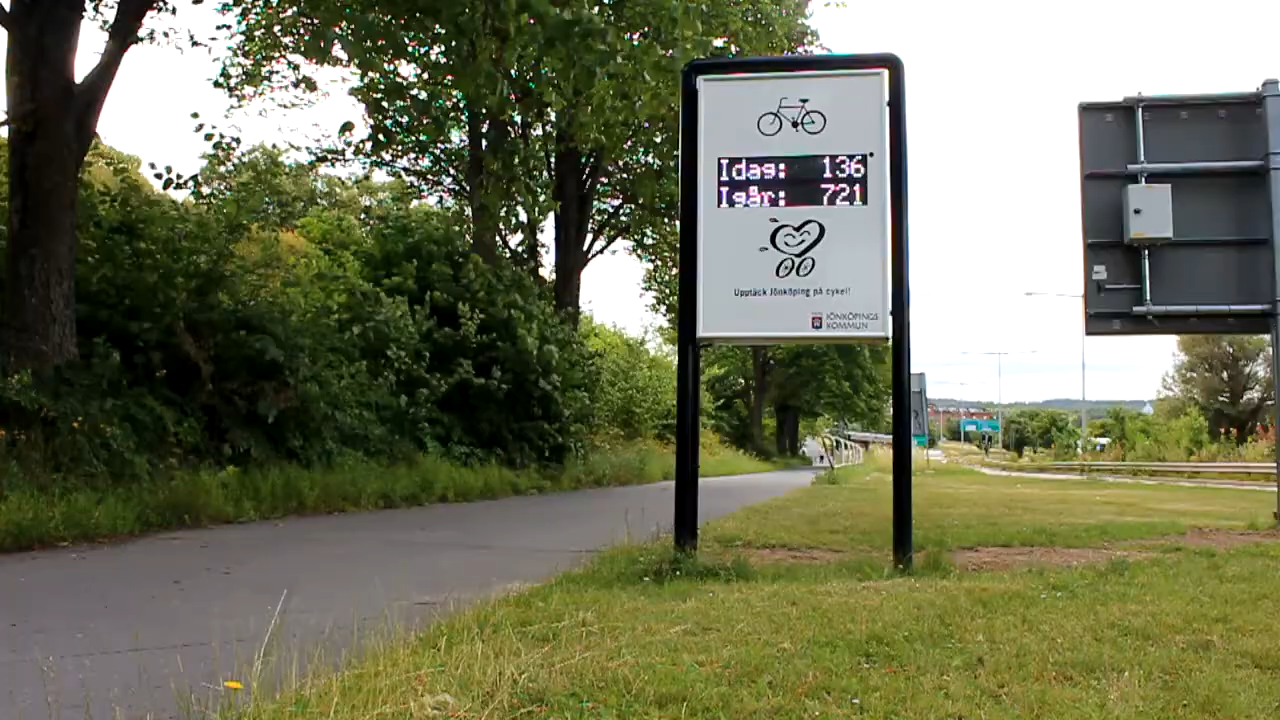 Idag: 136
Igår: 721
Upptäck Jönköping på cykel!
JÖNKÖPINGS
KOMMUN